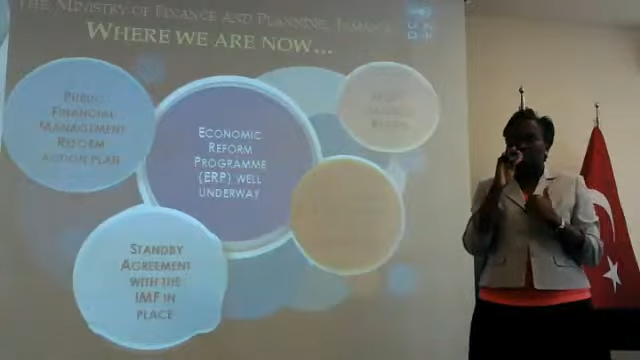 THE MINISTRY OF FINANCE AND PLANNING, JAMAICA
WHERE WE ARE NOW...
PUBLIC
FINANCIAL
MANAGEMENT
REFORM
ACTION PLAN
ECONOMIC
REFORM
PROGRAMME
(ERP) WELL
UNDERWAY
STANDBY
AGREEMENT
WITH THE
IMF IN
PLACE